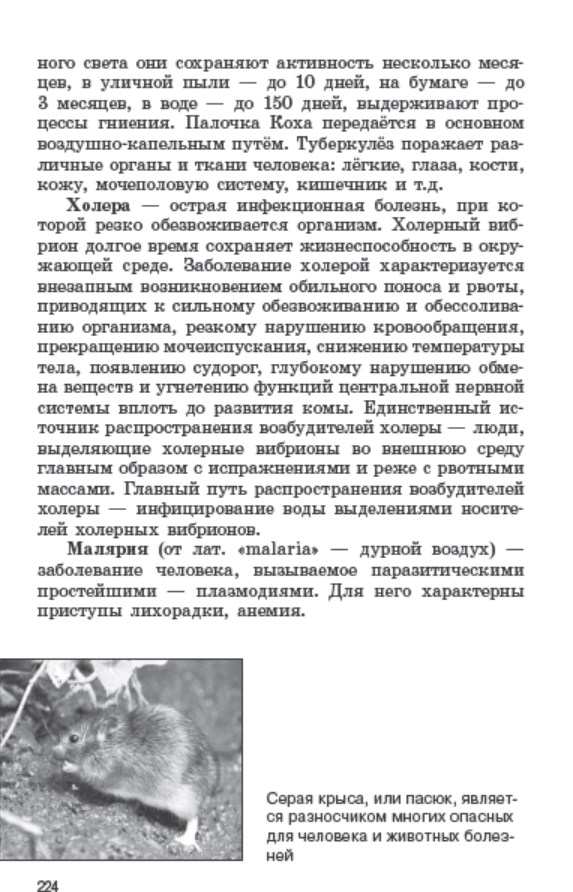 ного света они сохраняют активность несколько меся-
цев, в уличной пыли — до 10 дней, на бумаге — до
3 месяцев, в воде — до 150 дней, выдерживают про-
цессы гниения. Палочка Коха передаётся в основном
воздушно-капельным путём. Туберкулёз поражает раз-
личные органы и ткани человека: лёгкие, глаза, кости,
кожу, мочеполовую систему, кишечник и т.д.
Холера — острая инфекционная болезнь, при ко-
торой резко обезвоживается организм. Холерный виб-
рион долгое время сохраняет жизнеспособность в окру-
жающей среде. Заболевание холерой характеризуется
внезапным возникновением обильного поноса и рвоты,
приводящих к сильному обезвоживанию и обессолива-
нию организма, резкому нарушению кровообращения,
прекращению мочеиспускания, снижению температуры
тела, появлению судорог, глубокому нарушению обме-
на веществ и угнетению функций центральной нервной
системы вплоть до развития комы. Единственный ис-
точник распространения возбудителей холеры — люди,
выделяющие холерные вибрионы во внешнюю среду
главным образом с испражнениями и реже с рвотными
массами. Главный путь распространения возбудителей
холеры — инфицирование воды выделениями носите-
лей холерных вибрионов.
Малярия (от лат. «malaria» — дурной воздух) —
заболевание человека, вызываемое паразитическими
простейшими — плазмодиями. Для него характерны
приступы лихорадки, анемия.
Серая крыса, или пасюк, являет-
ся разносчиком многих опасных
для человека и животных болез-
ней
224